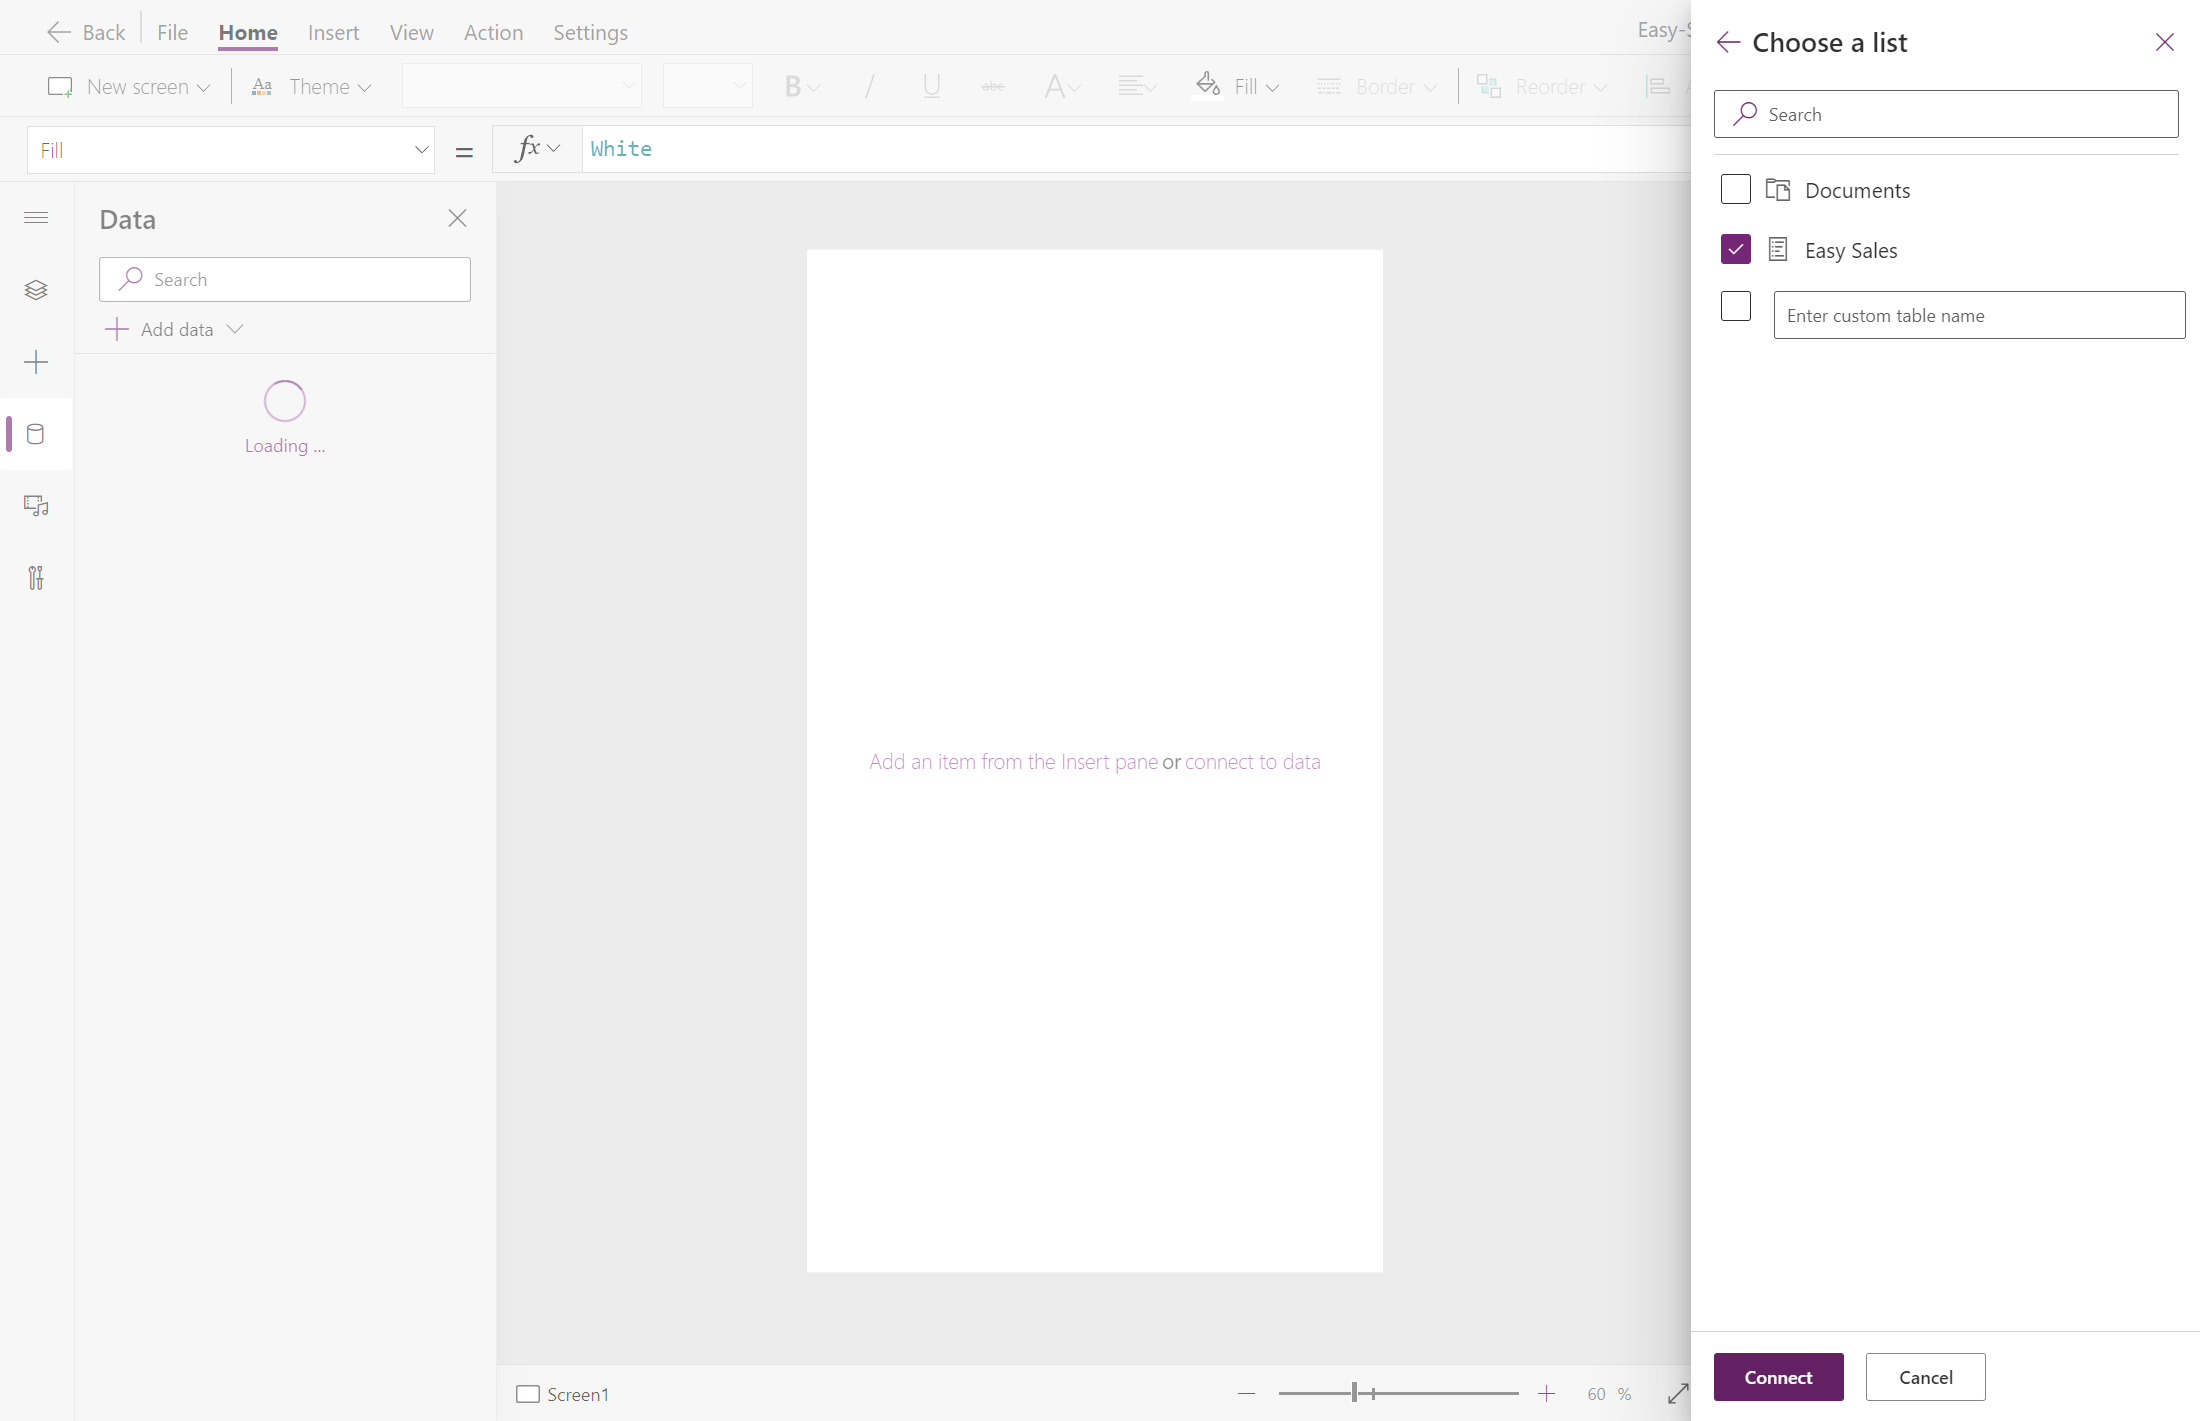 Back File Home Insert View Action Settings Easy-S
New screen Aa Theme B / U abc A Fill Border Reorder
Fill = fx White
Data
Search
Add data
Loading ...
Add an item from the Insert pane or connect to data
Screen1 60 %
Choose a list
Search
Documents
Easy Sales
Enter custom table name
Connect Cancel